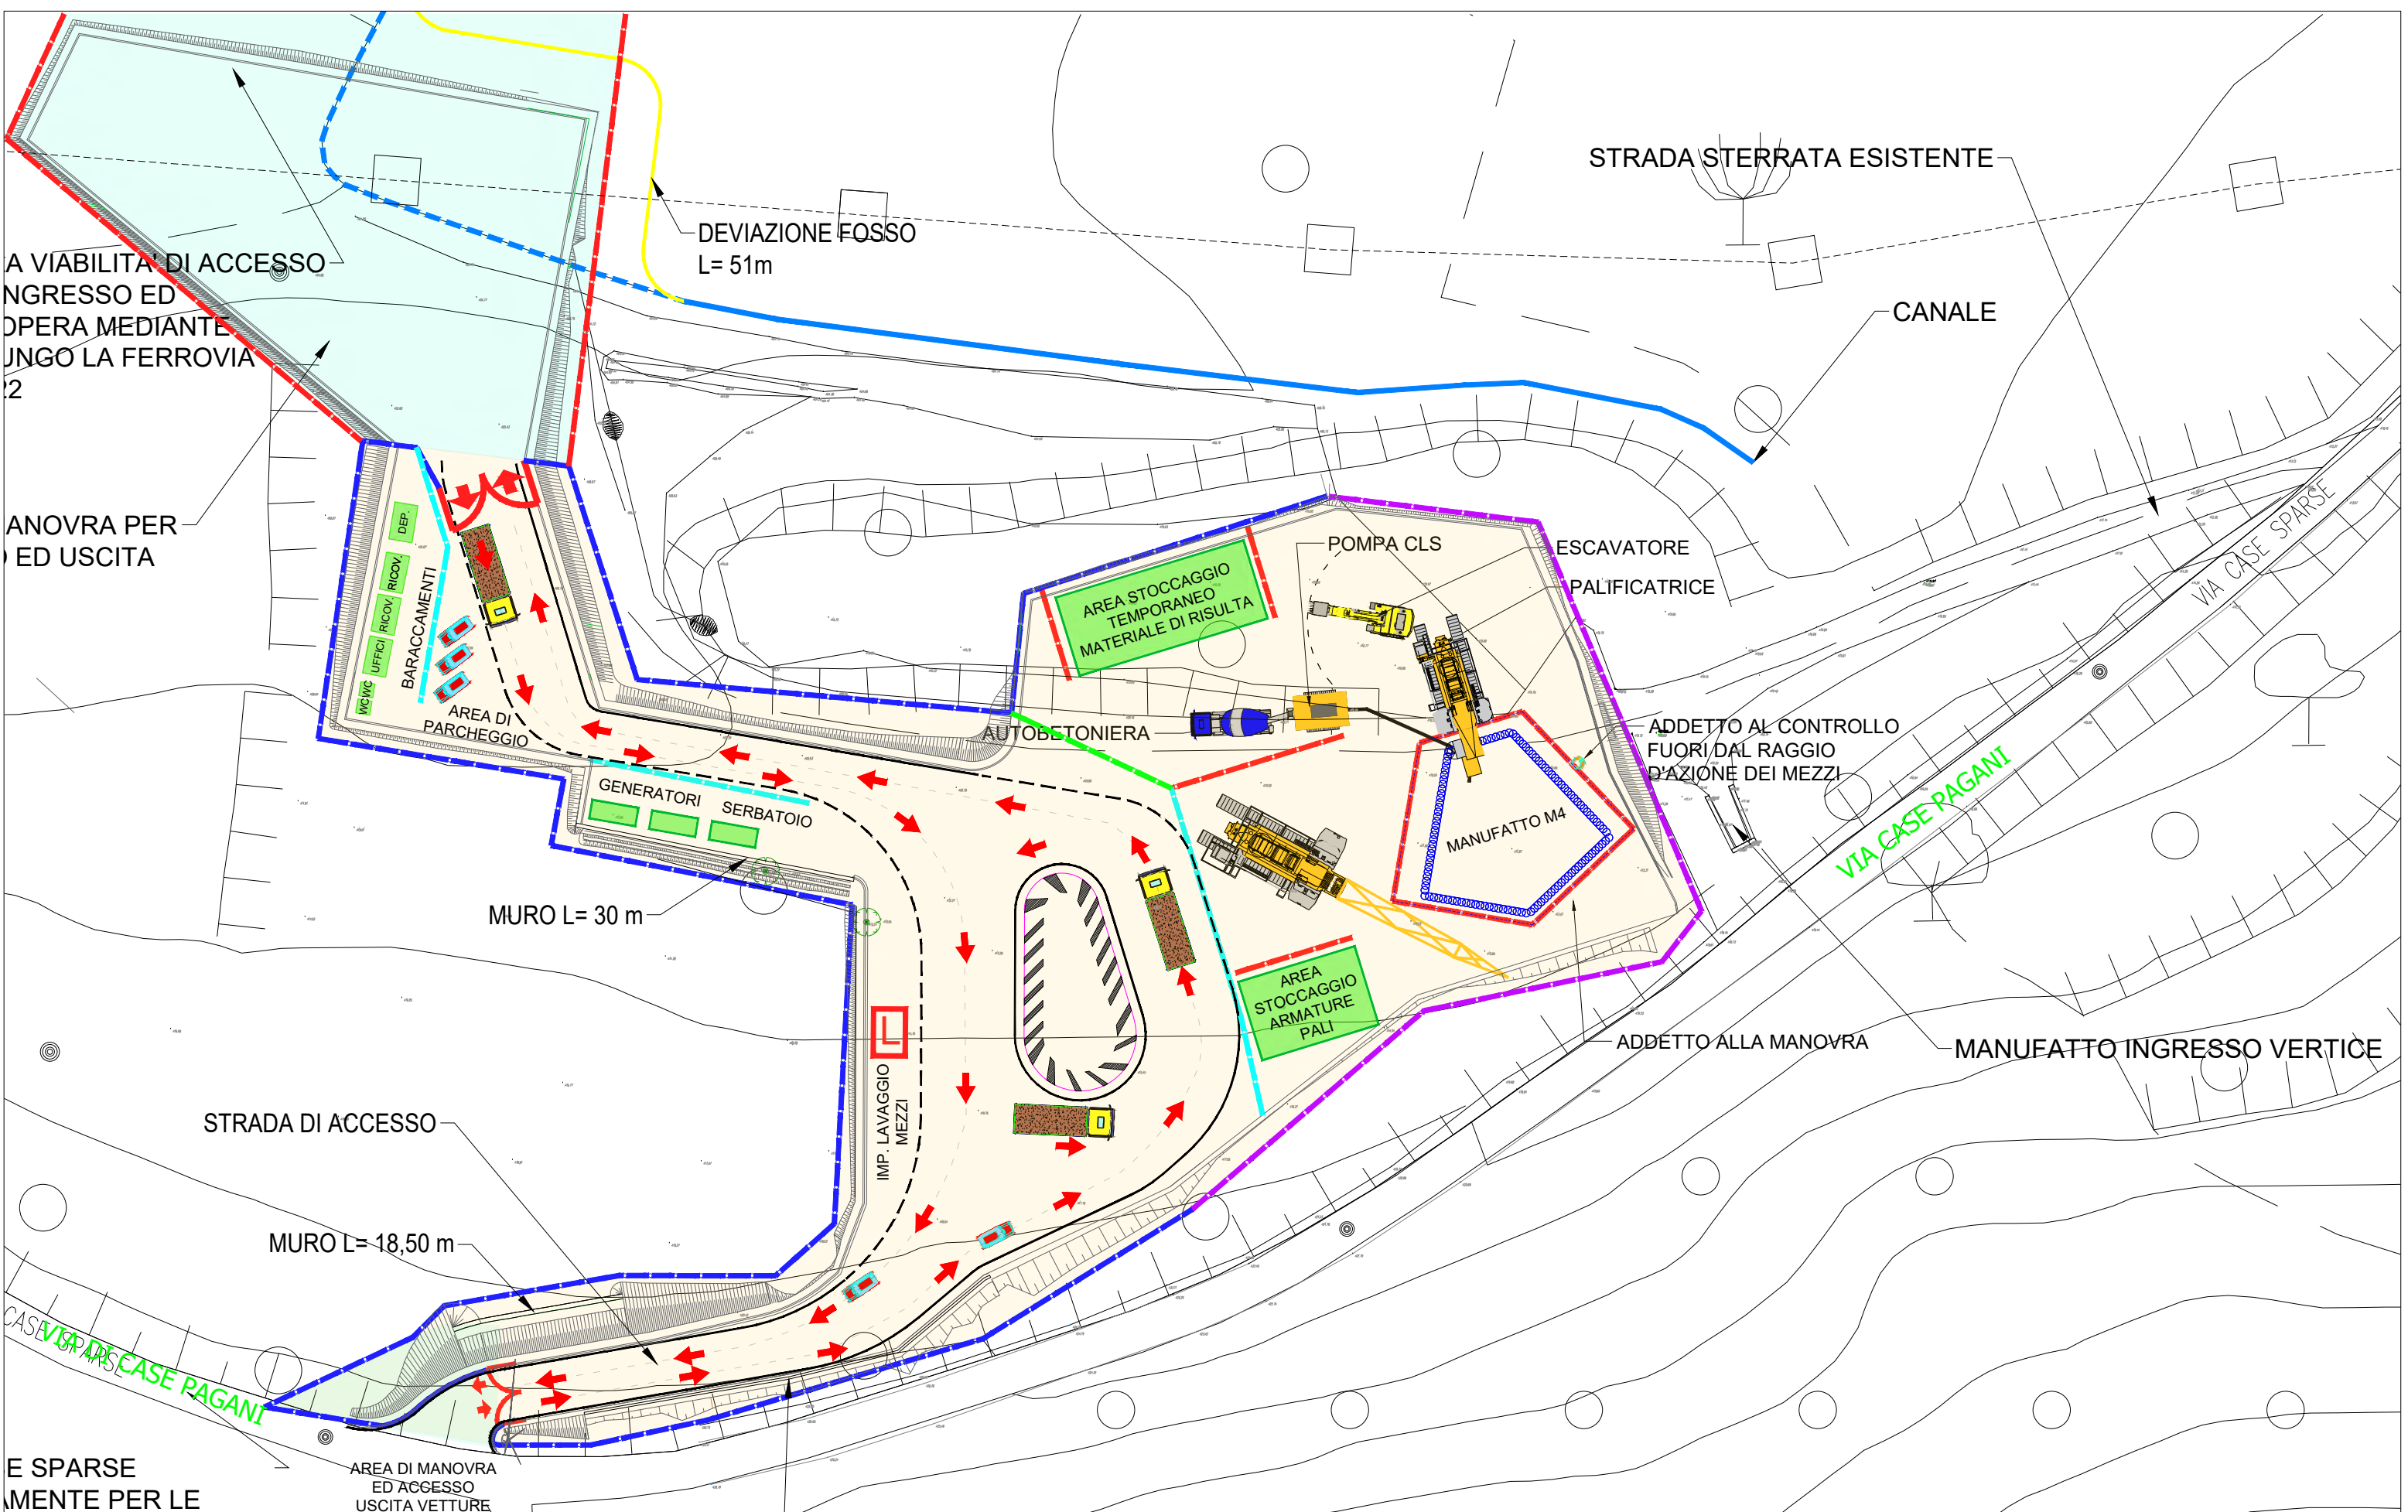 STRADA STERRATA ESISTENTE
DEVIAZIONE FOSSO
L= 51m
A VIABILITA' DI ACCESSO
NGRESSO ED
OPERA MEDIANTE
UNGO LA FERROVIA
22
CANALE
VIA CASE SPARSE
ANOVRA PER
ED USCITA
DEP.
RICOV.
RICOV.
UFFICI
WC
WC
BARACCAMENTI
AREA DI
PARCHEGGIO
POMPA CLS
ESCAVATORE
PALIFICATRICE
AREA STOCCAGGIO
TEMPORANEO
MATERIALE DI RISULTA
AUTOBETONIERA
ADDETTO AL CONTROLLO
FUORI DAL RAGGIO
D'AZIONE DEI MEZZI
VIA CASE PAGANI
GENERATORI
SERBATOIO
MANUFATTO M4
MURO L= 30 m
AREA
STOCCAGGIO
ARMATURE
PALI
L
IMP. LAVAGGIO
MEZZI
ADDETTO ALLA MANOVRA
MANUFATTO INGRESSO VERTICE
STRADA DI ACCESSO
MURO L= 18,50 m
CASE SPARSE
VIA DI CASE PAGANI
E SPARSE
AMENTE PER LE
AREA DI MANOVRA
ED ACCESSO
USCITA VETTURE